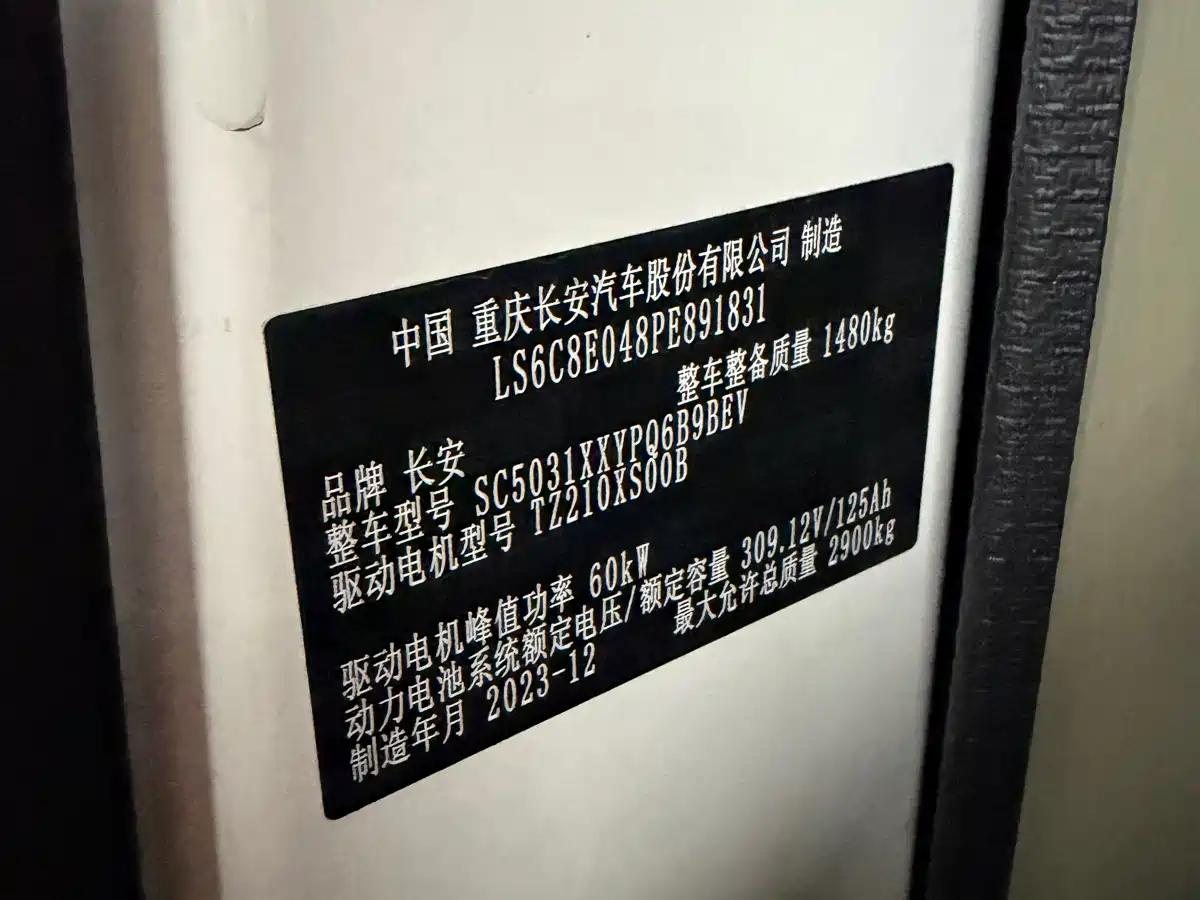 中国 重庆长安汽车股份有限公司 制造
LS6C8E048PE891831
整车整备质量 1480kg
品牌 长安
整车型号 SC5031XXYPQ6B9BEV
驱动电机型号 TZ210XS00B
驱动电机峰值功率 60kW
动力电池系统额定电压/额定容量 309.12V/125Ah
最大允许总质量 2900kg
制造年月 2023-12